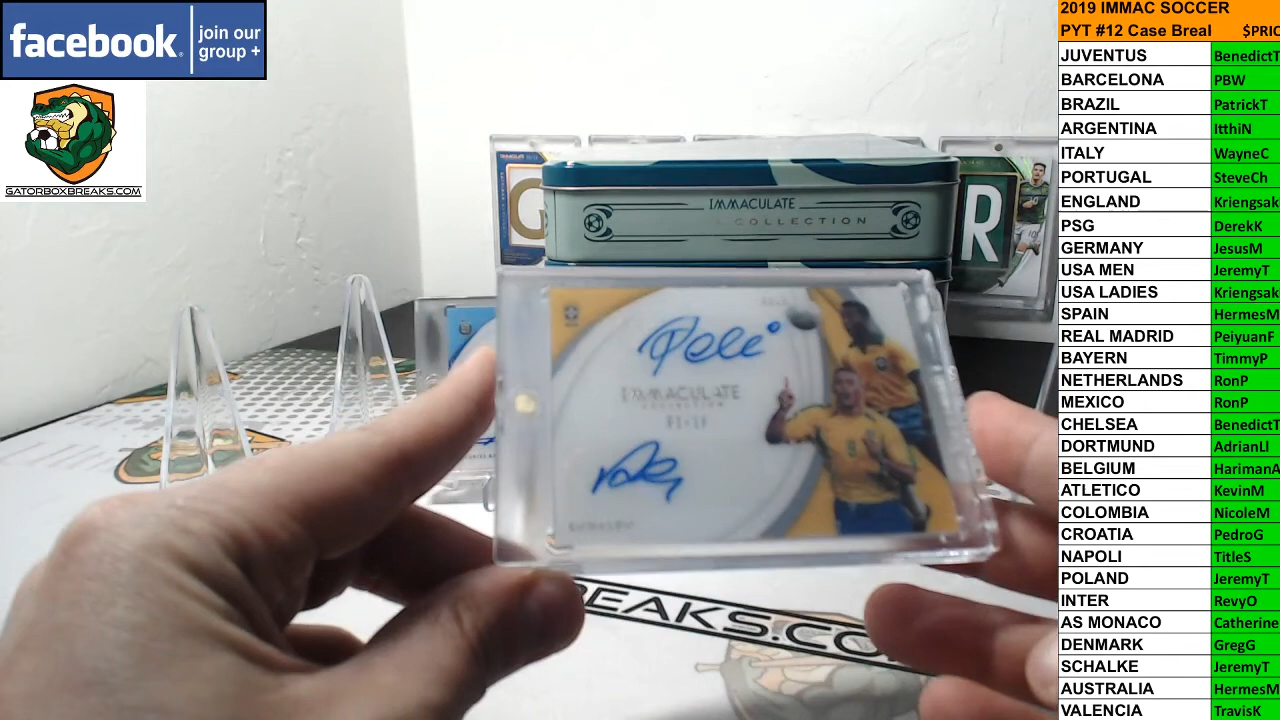 facebook.
join our
group +
GATORBOXBREAKS.COM
IMMACULATE
COLLECTION
G
R
Pelé
IMMACULATE
COLLECTION
REAKS.CO
2019 IMMAC SOCCER
PYT #12 Case Breal $PRIC
JUVENTUS BenedictT
BARCELONA PBW
BRAZIL PatrickT
ARGENTINA ItthiN
ITALY WayneC
PORTUGAL SteveCh
ENGLAND Kriengsak
PSG DerekK
GERMANY JesusM
USA MEN JeremyT
USA LADIES Kriengsak
SPAIN HermesM
REAL MADRID PeiyuanF
BAYERN TimmyP
NETHERLANDS RonP
MEXICO RonP
CHELSEA BenedictT
DORTMUND AdrianLl
BELGIUM HarimanA
ATLETICO KevinM
COLOMBIA NicoleM
CROATIA PedroG
NAPOLI TitleS
POLAND JeremyT
INTER RevyO
AS MONACO Catherine
DENMARK GregG
SCHALKE JeremyT
AUSTRALIA HermesM
VALENCIA TravisK